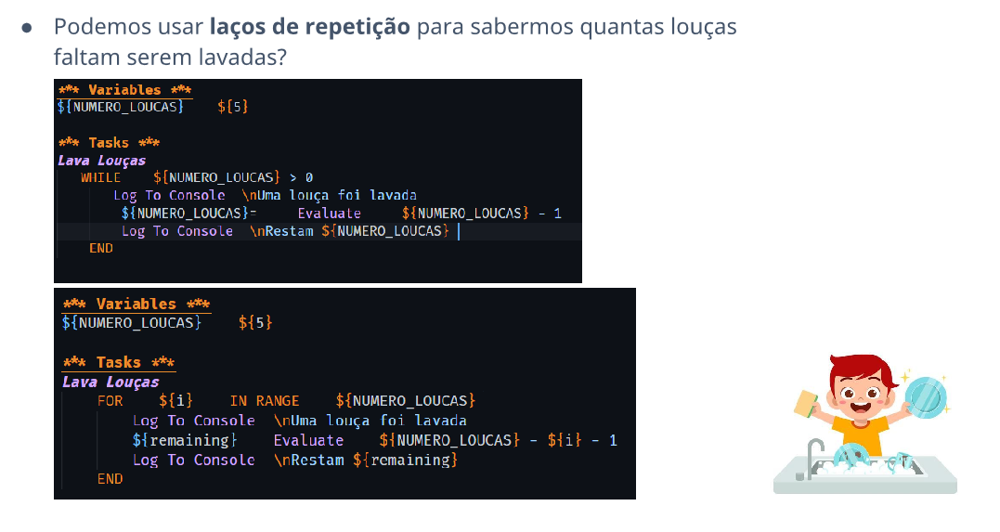 ● Podemos usar laços de repetição para sabermos quantas louças
faltam serem lavadas?
*** Variables ***
${NUMERO_LOUCAS}    ${5}
*** Tasks ***
Lava Louças
WHILE    ${NUMERO_LOUCAS} > 0
Log To Console  \nUma louça foi lavada
${NUMERO_LOUCAS}=    Evaluate    ${NUMERO_LOUCAS} - 1
Log To Console  \nRestam ${NUMERO_LOUCAS}
END
*** Variables ***
${NUMERO_LOUCAS}    ${5}
*** Tasks ***
Lava Louças
FOR    ${i}    IN RANGE    ${NUMERO_LOUCAS}
Log To Console  \nUma louça foi lavada
${remaining}    Evaluate    ${NUMERO_LOUCAS} - ${i} - 1
Log To Console  \nRestam ${remaining}
END